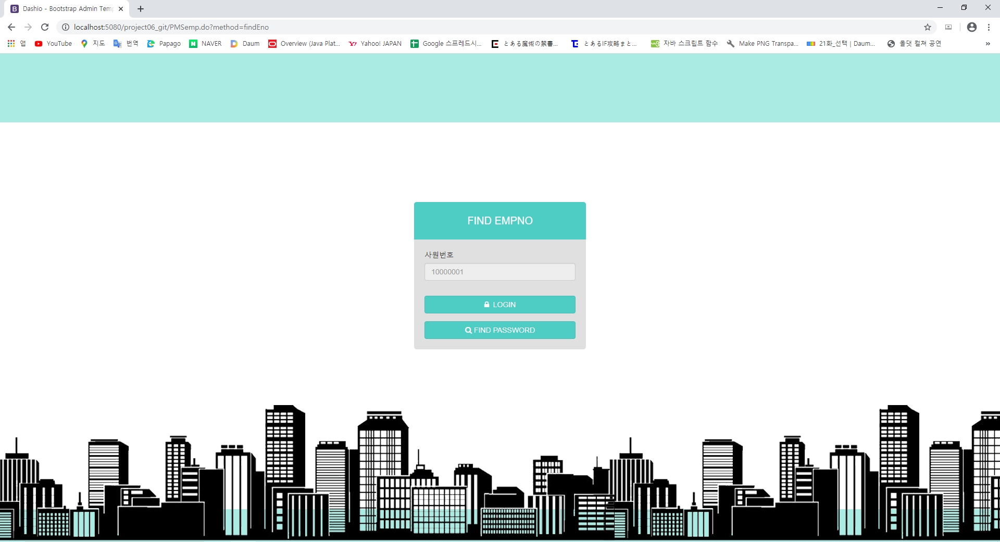 Dashio - Bootstrap Admin Tem
localhost:5080/project06_git/PMSemp.do?method=findEno
앱 YouTube 지도 번역 Papago NAVER Daum Overview (Java Plat... Yahoo! JAPAN Google 스프레드시... とある魔術の禁書... とあるIF攻略まと... 자바 스크립트 함수 Make PNG Transpa... 21화_선택 | Daum... 올댓 컬쳐 공연 »
FIND EMPNO
사원번호
10000001
LOGIN
FIND PASSWORD